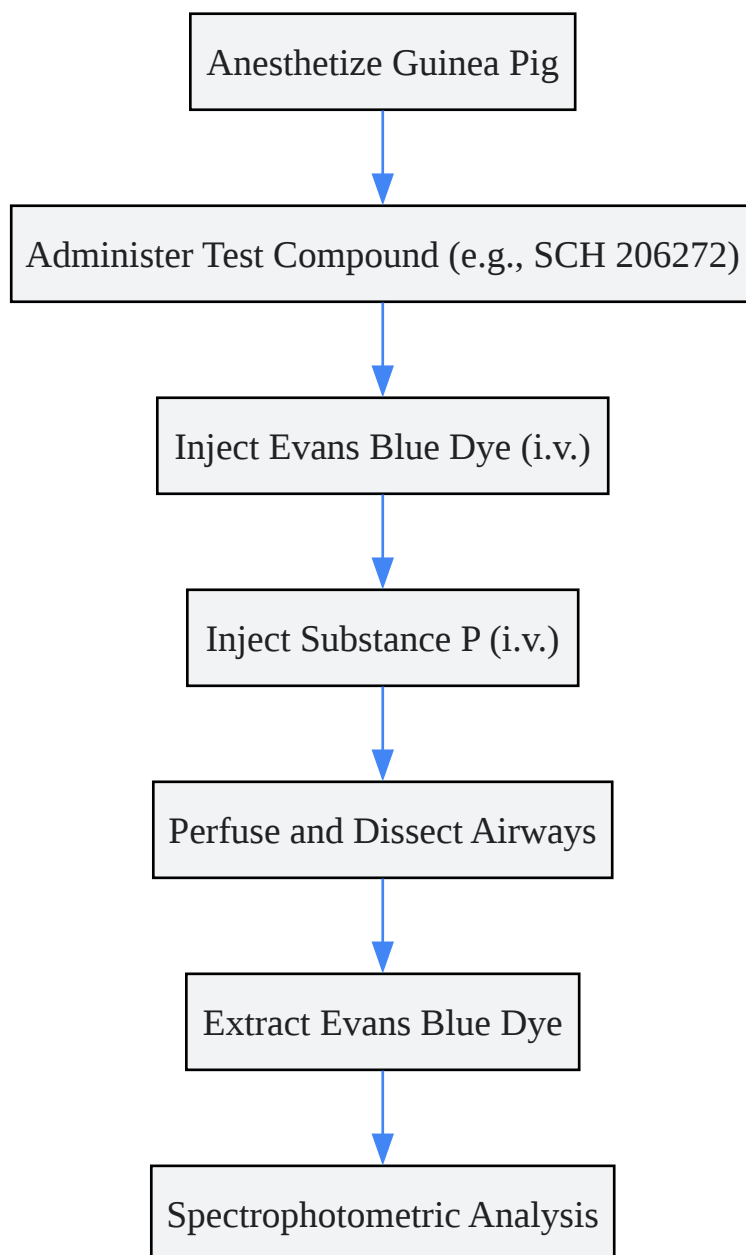 Anesthetize Guinea Pig
Administer Test Compound (e.g., SCH 206272)
Inject Evans Blue Dye (i.v.)
Inject Substance P (i.v.)
Perfuse and Dissect Airways
Extract Evans Blue Dye
Spectrophotometric Analysis